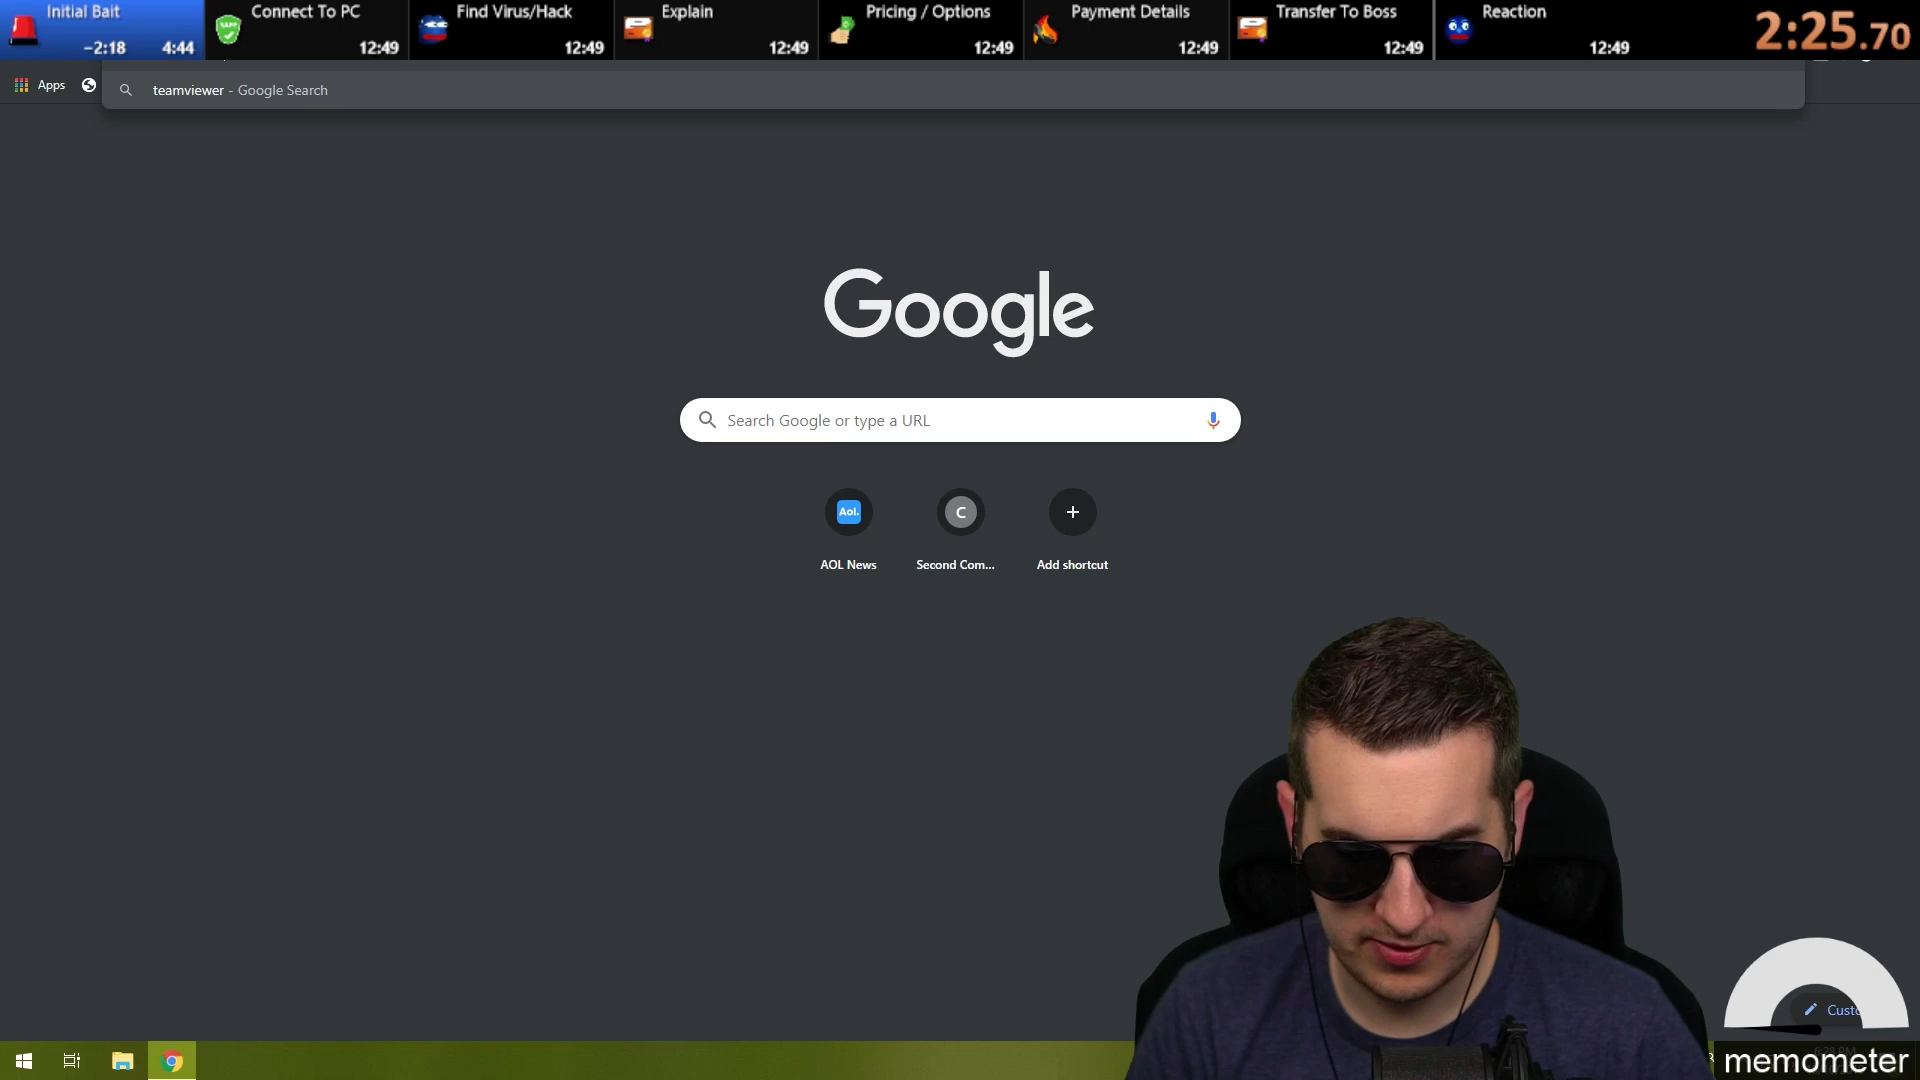 Initial Bait
−2:18 4:44
Connect To PC
12:49
Find Virus/Hack
12:49
Explain
12:49
Pricing / Options
12:49
Payment Details
12:49
Transfer To Boss
12:49
Reaction
12:49
2:25.70
Apps
teamviewer - Google Search
Google
Search Google or type a URL
Aol.
C
AOL News
Second Com...
Add shortcut
Custo
memometer